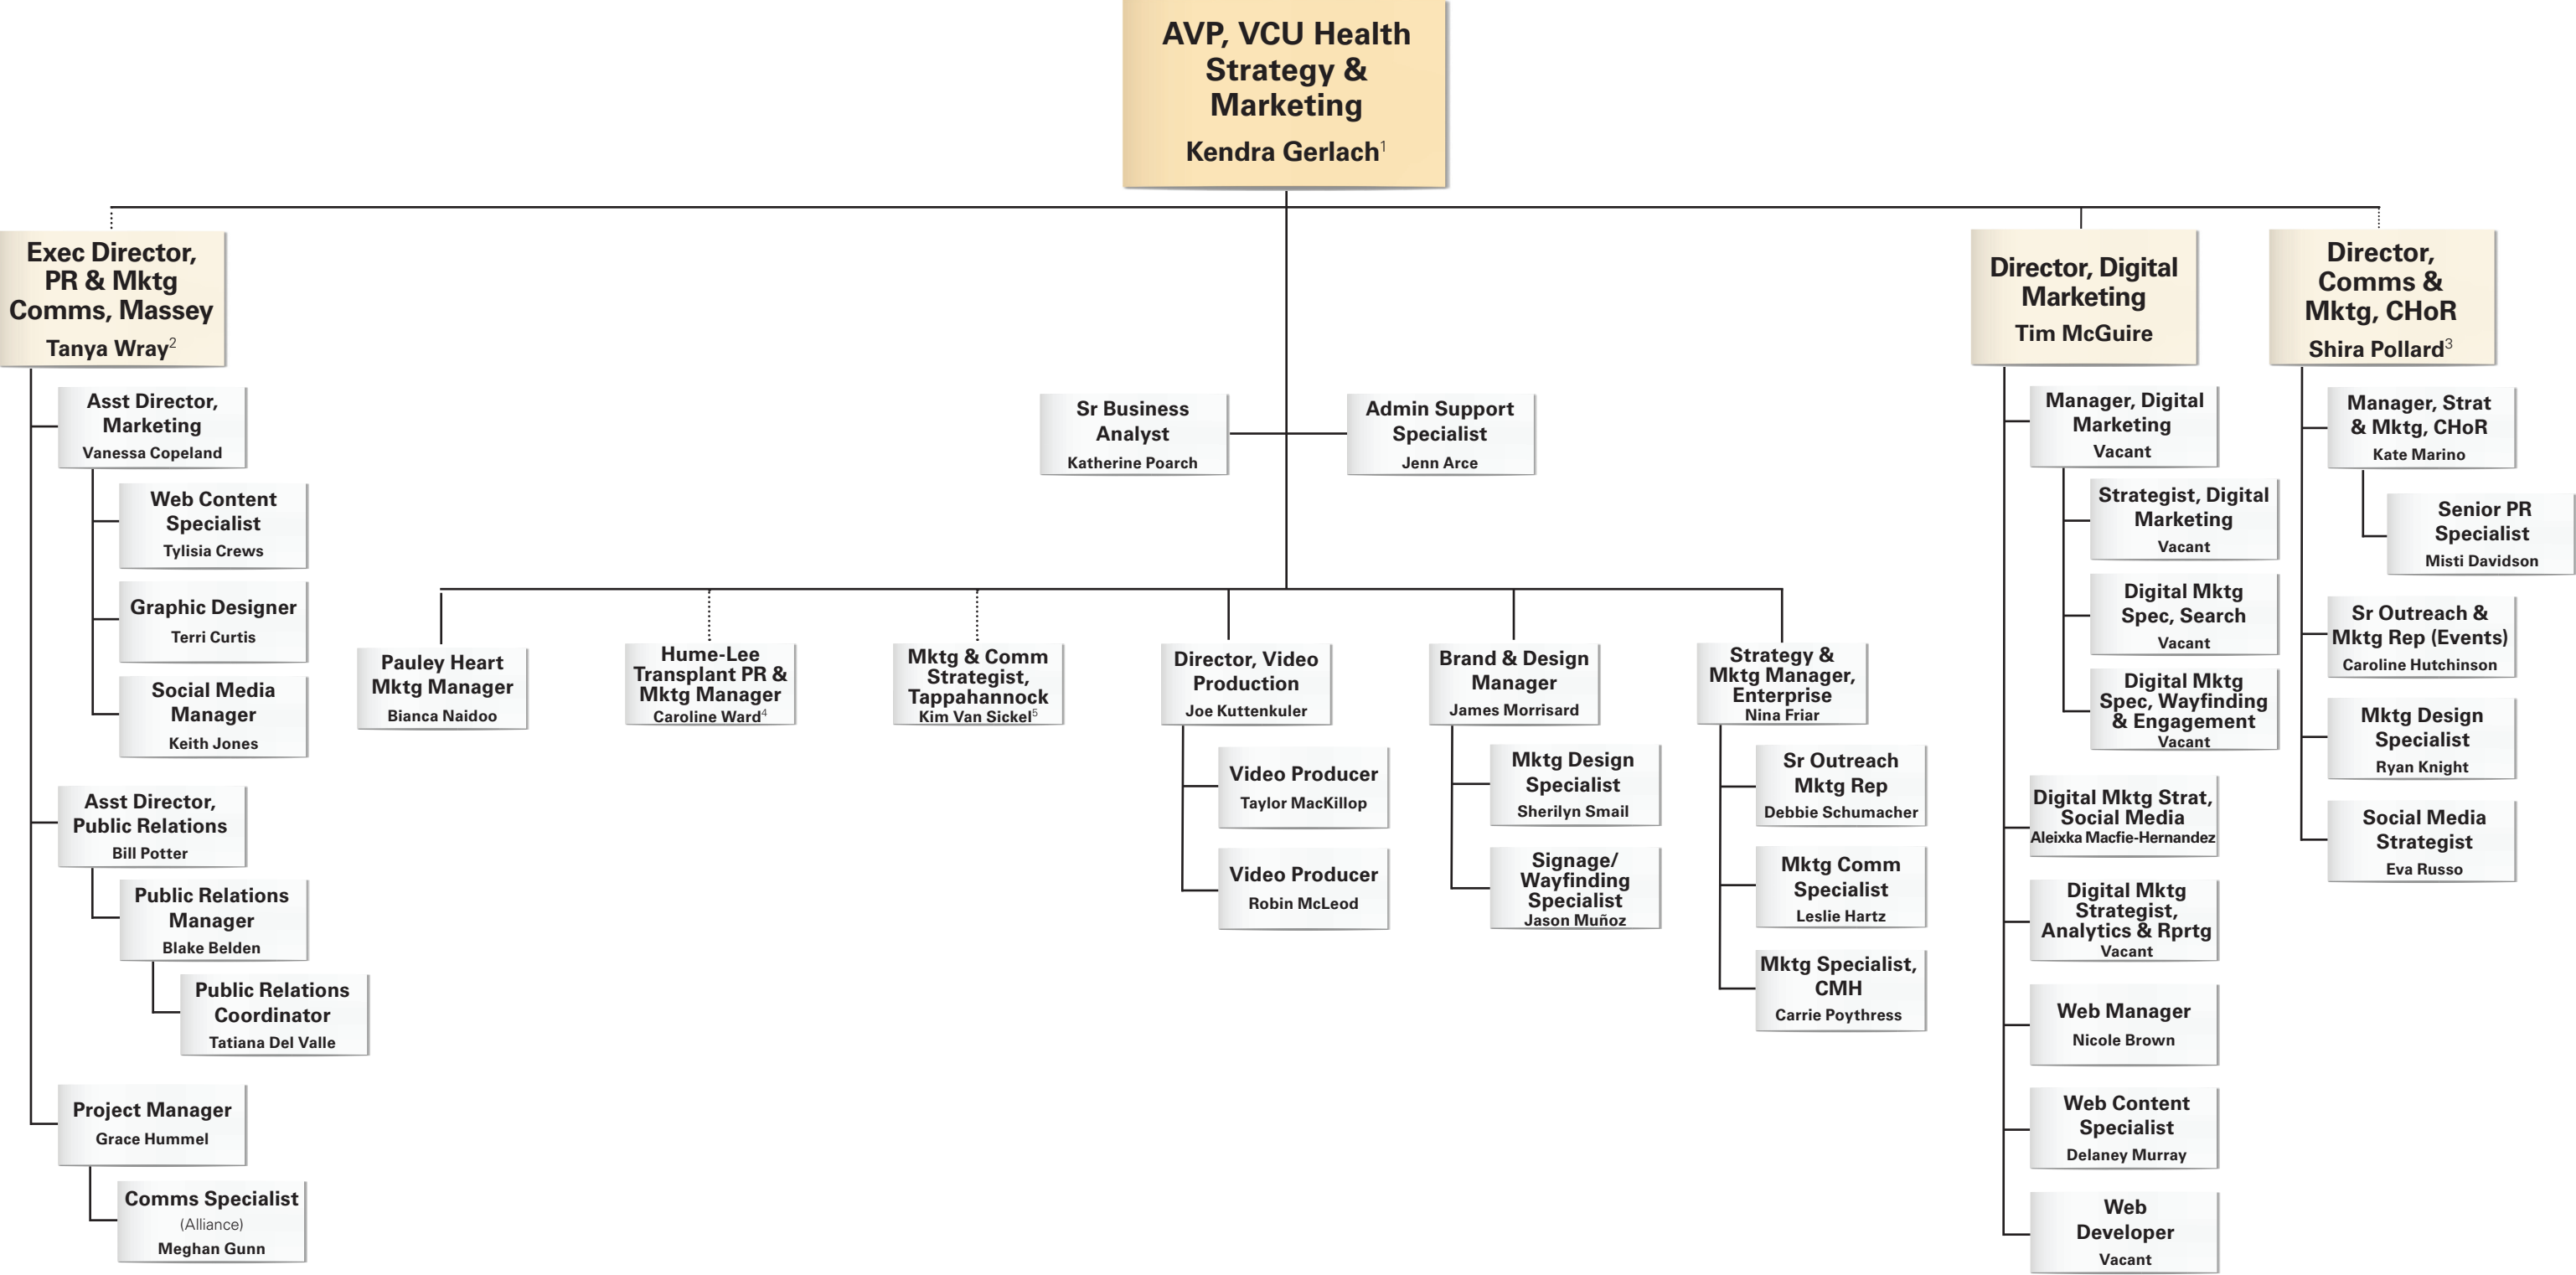 AVP, VCU Health
Strategy &
Marketing
Kendra Gerlach¹
Exec Director,
PR & Mktg
Comms, Massey
Tanya Wray²
Asst Director,
Marketing
Vanessa Copeland
Web Content
Specialist
Tylisia Crews
Graphic Designer
Terri Curtis
Social Media
Manager
Keith Jones
Asst Director,
Public Relations
Bill Potter
Public Relations
Manager
Blake Belden
Public Relations
Coordinator
Tatiana Del Valle
Project Manager
Grace Hummel
Comms Specialist
(Alliance)
Meghan Gunn
Sr Business
Analyst
Katherine Poarch
Admin Support
Specialist
Jenn Arce
Pauley Heart
Mktg Manager
Bianca Naidoo
Hume-Lee
Transplant PR &
Mktg Manager
Caroline Ward⁴
Mktg & Comm
Strategist,
Tappahannock
Kim Van Sickel⁵
Director, Video
Production
Joe Kuttenkuler
Video Producer
Taylor MacKillop
Video Producer
Robin McLeod
Brand & Design
Manager
James Morrisard
Mktg Design
Specialist
Sherilyn Smail
Signage/
Wayfinding
Specialist
Jason Muñoz
Strategy &
Mktg Manager,
Enterprise
Nina Friar
Sr Outreach
Mktg Rep
Debbie Schumacher
Mktg Comm
Specialist
Leslie Hartz
Mktg Specialist,
CMH
Carrie Poythress
Director, Digital
Marketing
Tim McGuire
Manager, Digital
Marketing
Vacant
Strategist, Digital
Marketing
Vacant
Digital Mktg
Spec, Search
Vacant
Digital Mktg
Spec, Wayfinding
& Engagement
Vacant
Digital Mktg Strat,
Social Media
Aleixka Macfie-Hernandez
Digital Mktg
Strategist,
Analytics & Rprtg
Vacant
Web Manager
Nicole Brown
Web Content
Specialist
Delaney Murray
Web
Developer
Vacant
Director,
Comms &
Mktg, CHoR
Shira Pollard³
Manager, Strat
& Mktg, CHoR
Kate Marino
Senior PR
Specialist
Misti Davidson
Sr Outreach &
Mktg Rep (Events)
Caroline Hutchinson
Mktg Design
Specialist
Ryan Knight
Social Media
Strategist
Eva Russo